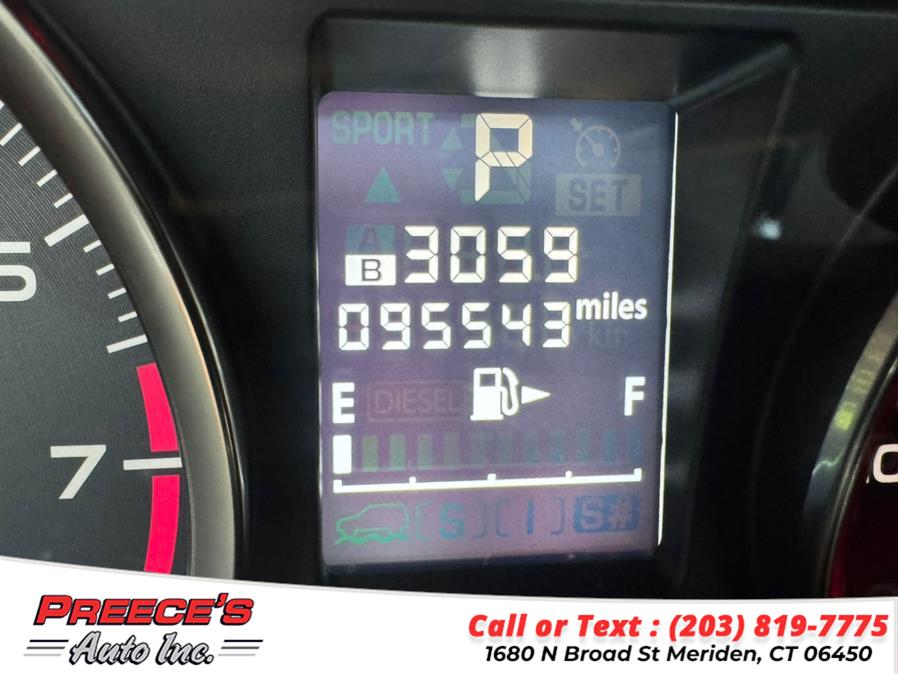 SPORT
P
SET
A
B 3059
095543 miles
km
E DIESEL F
[S] [I] S#
5
7
0
PREECE'S
Auto Inc.
Call or Text : (203) 819-7775
1680 N Broad St Meriden, CT 06450